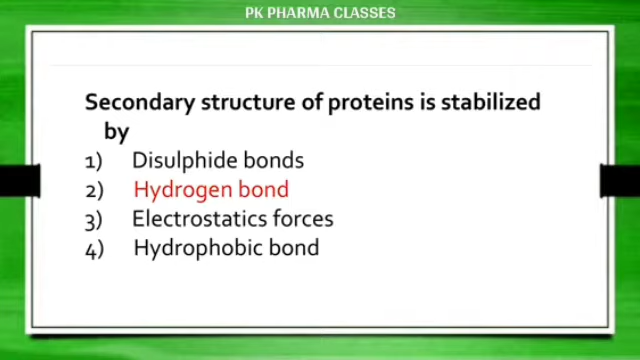 PK PHARMA CLASSES
Secondary structure of proteins is stabilized
by
1) Disulphide bonds
2) Hydrogen bond
3) Electrostatics forces
4) Hydrophobic bond